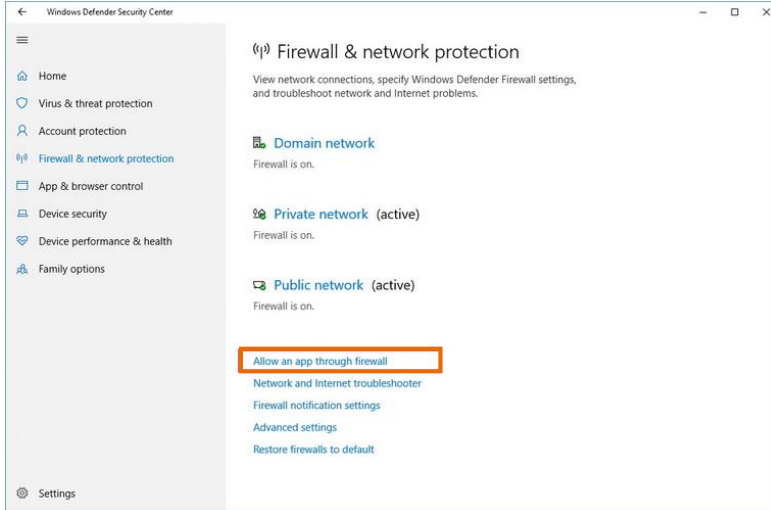 Windows Defender Security Center
Home
Virus & threat protection
Account protection
Firewall & network protection
App & browser control
Device security
Device performance & health
Family options
Settings
Firewall & network protection
View network connections, specify Windows Defender Firewall settings,
and troubleshoot network and Internet problems.
Domain network
Firewall is on.
Private network (active)
Firewall is on.
Public network (active)
Firewall is on.
Allow an app through firewall
Network and Internet troubleshooter
Firewall notification settings
Advanced settings
Restore firewalls to default